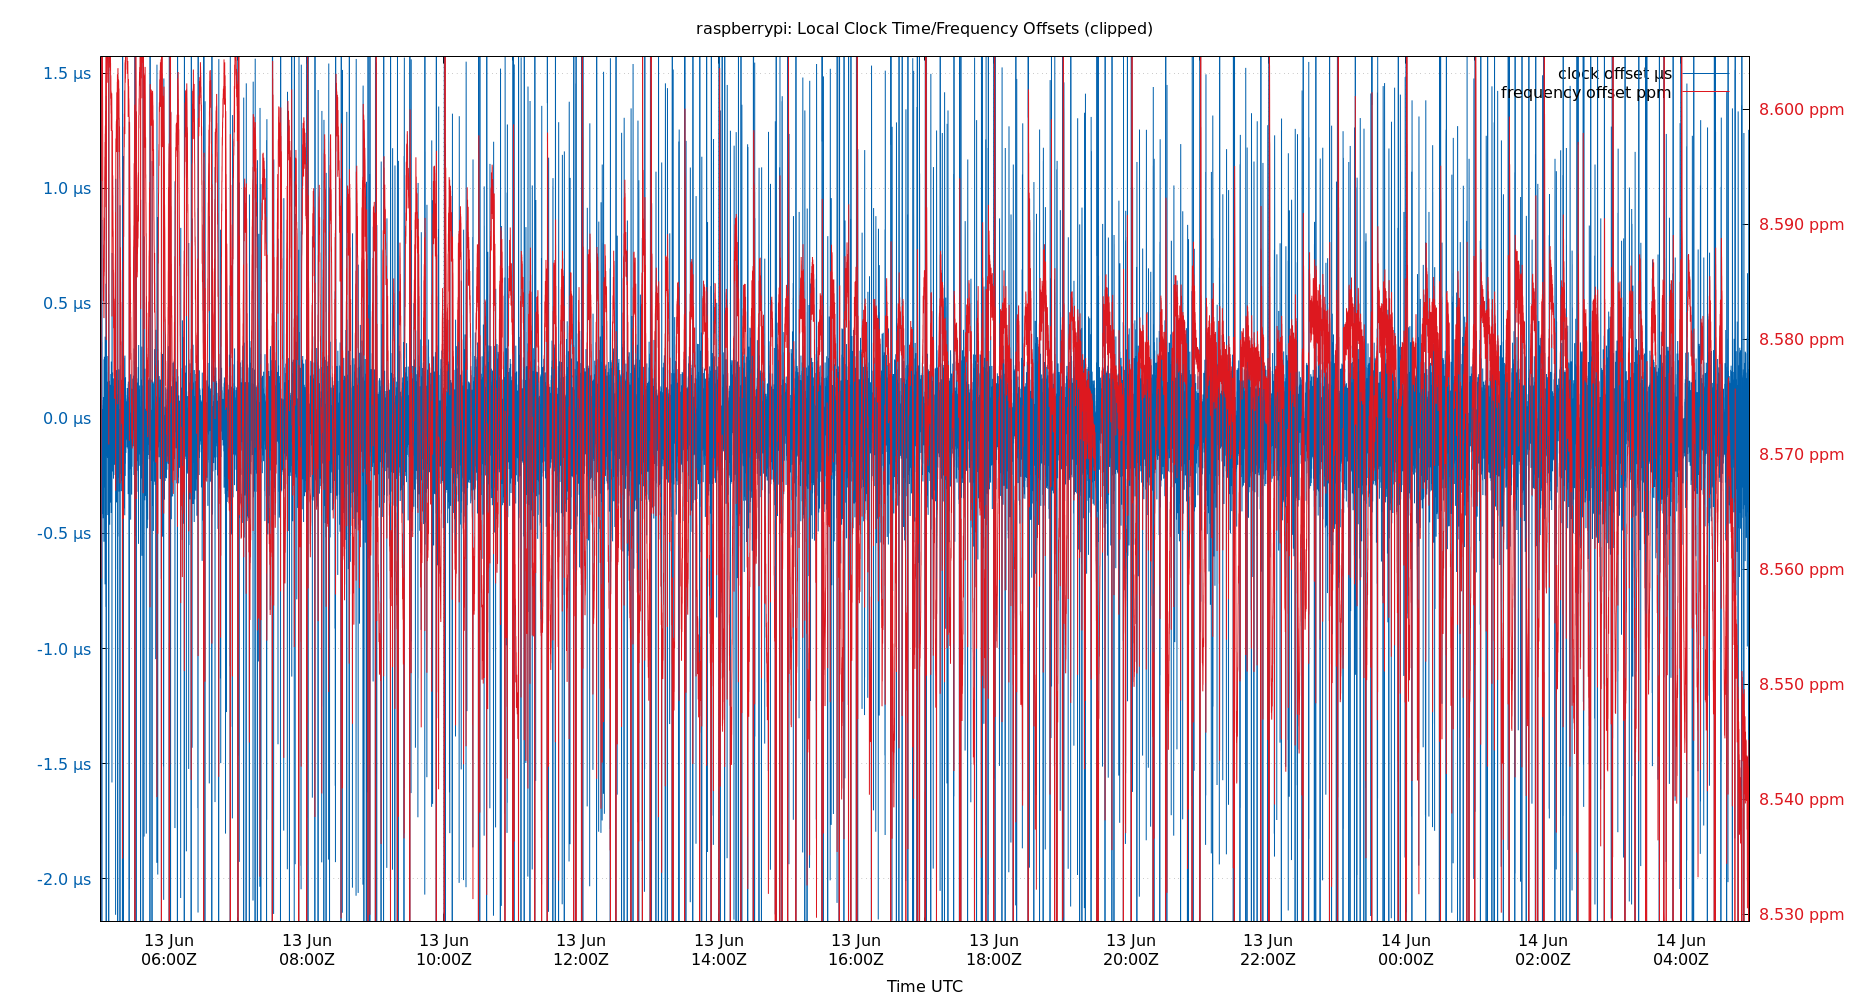 raspberrypi: Local Clock Time/Frequency Offsets (clipped)
clock offset µs
frequency offset ppm
1.5 µs
1.0 µs
0.5 µs
0.0 µs
-0.5 µs
-1.0 µs
-1.5 µs
-2.0 µs
8.600 ppm
8.590 ppm
8.580 ppm
8.570 ppm
8.560 ppm
8.550 ppm
8.540 ppm
8.530 ppm
13 Jun 13 Jun 13 Jun 13 Jun 13 Jun 13 Jun 13 Jun 13 Jun 13 Jun 14 Jun 14 Jun 14 Jun
06:00Z 08:00Z 10:00Z 12:00Z 14:00Z 16:00Z 18:00Z 20:00Z 22:00Z 00:00Z 02:00Z 04:00Z
Time UTC